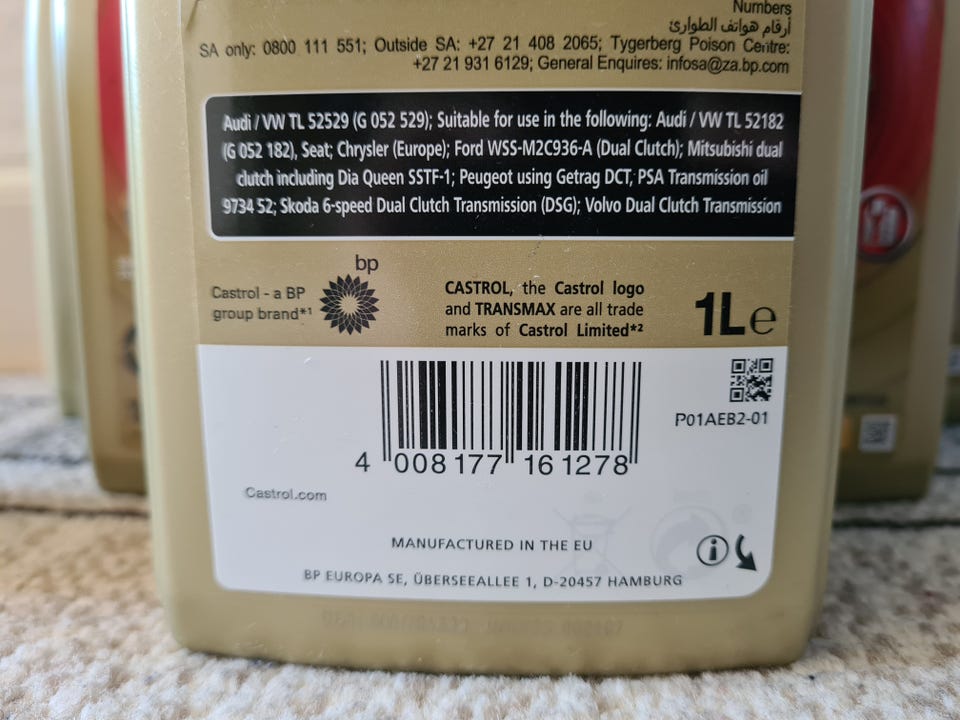 Numbers
أرقام هواتف الطوارئ
SA only: 0800 111 551; Outside SA: +27 21 408 2065; Tygerberg Poison Centre:
+27 21 931 6129; General Enquires: infosa@za.bp.com
Audi / VW TL 52529 (G 052 529); Suitable for use in the following: Audi / VW TL 52182
(G 052 182), Seat; Chrysler (Europe); Ford WSS-M2C936-A (Dual Clutch); Mitsubishi dual
clutch including Dia Queen SSTF-1; Peugeot using Getrag DCT, PSA Transmission oil
9734 S2; Skoda 6-speed Dual Clutch Transmission (DSG); Volvo Dual Clutch Transmission
bp
Castrol - a BP
group brand*1
CASTROL, the Castrol logo
and TRANSMAX are all trade
marks of Castrol Limited*2
1L e
P01AEB2-01
4 008177 161278
Castrol.com
MANUFACTURED IN THE EU
BP EUROPA SE, ÜBERSEEALLEE 1, D-20457 HAMBURG